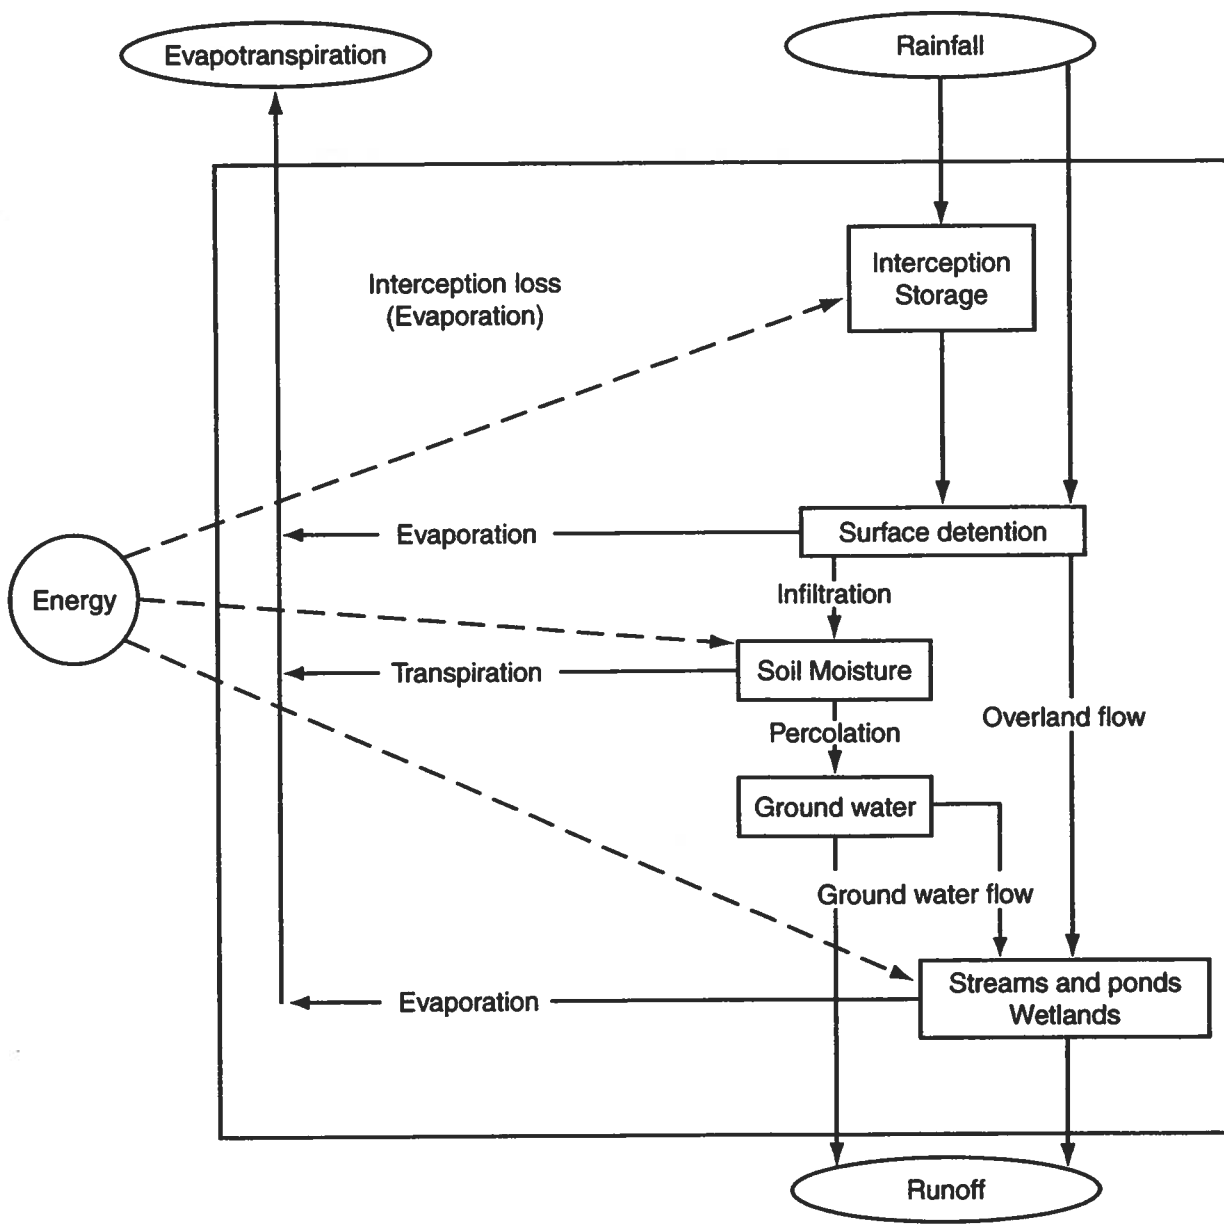 Evapotranspiration
Rainfall
Interception
Storage
Interception loss
(Evaporation)
Evaporation
Surface detention
Energy
Infiltration
Transpiration
Soil Moisture
Overland flow
Percolation
Ground water
Ground water flow
Streams and ponds
Wetlands
Evaporation
Runoff